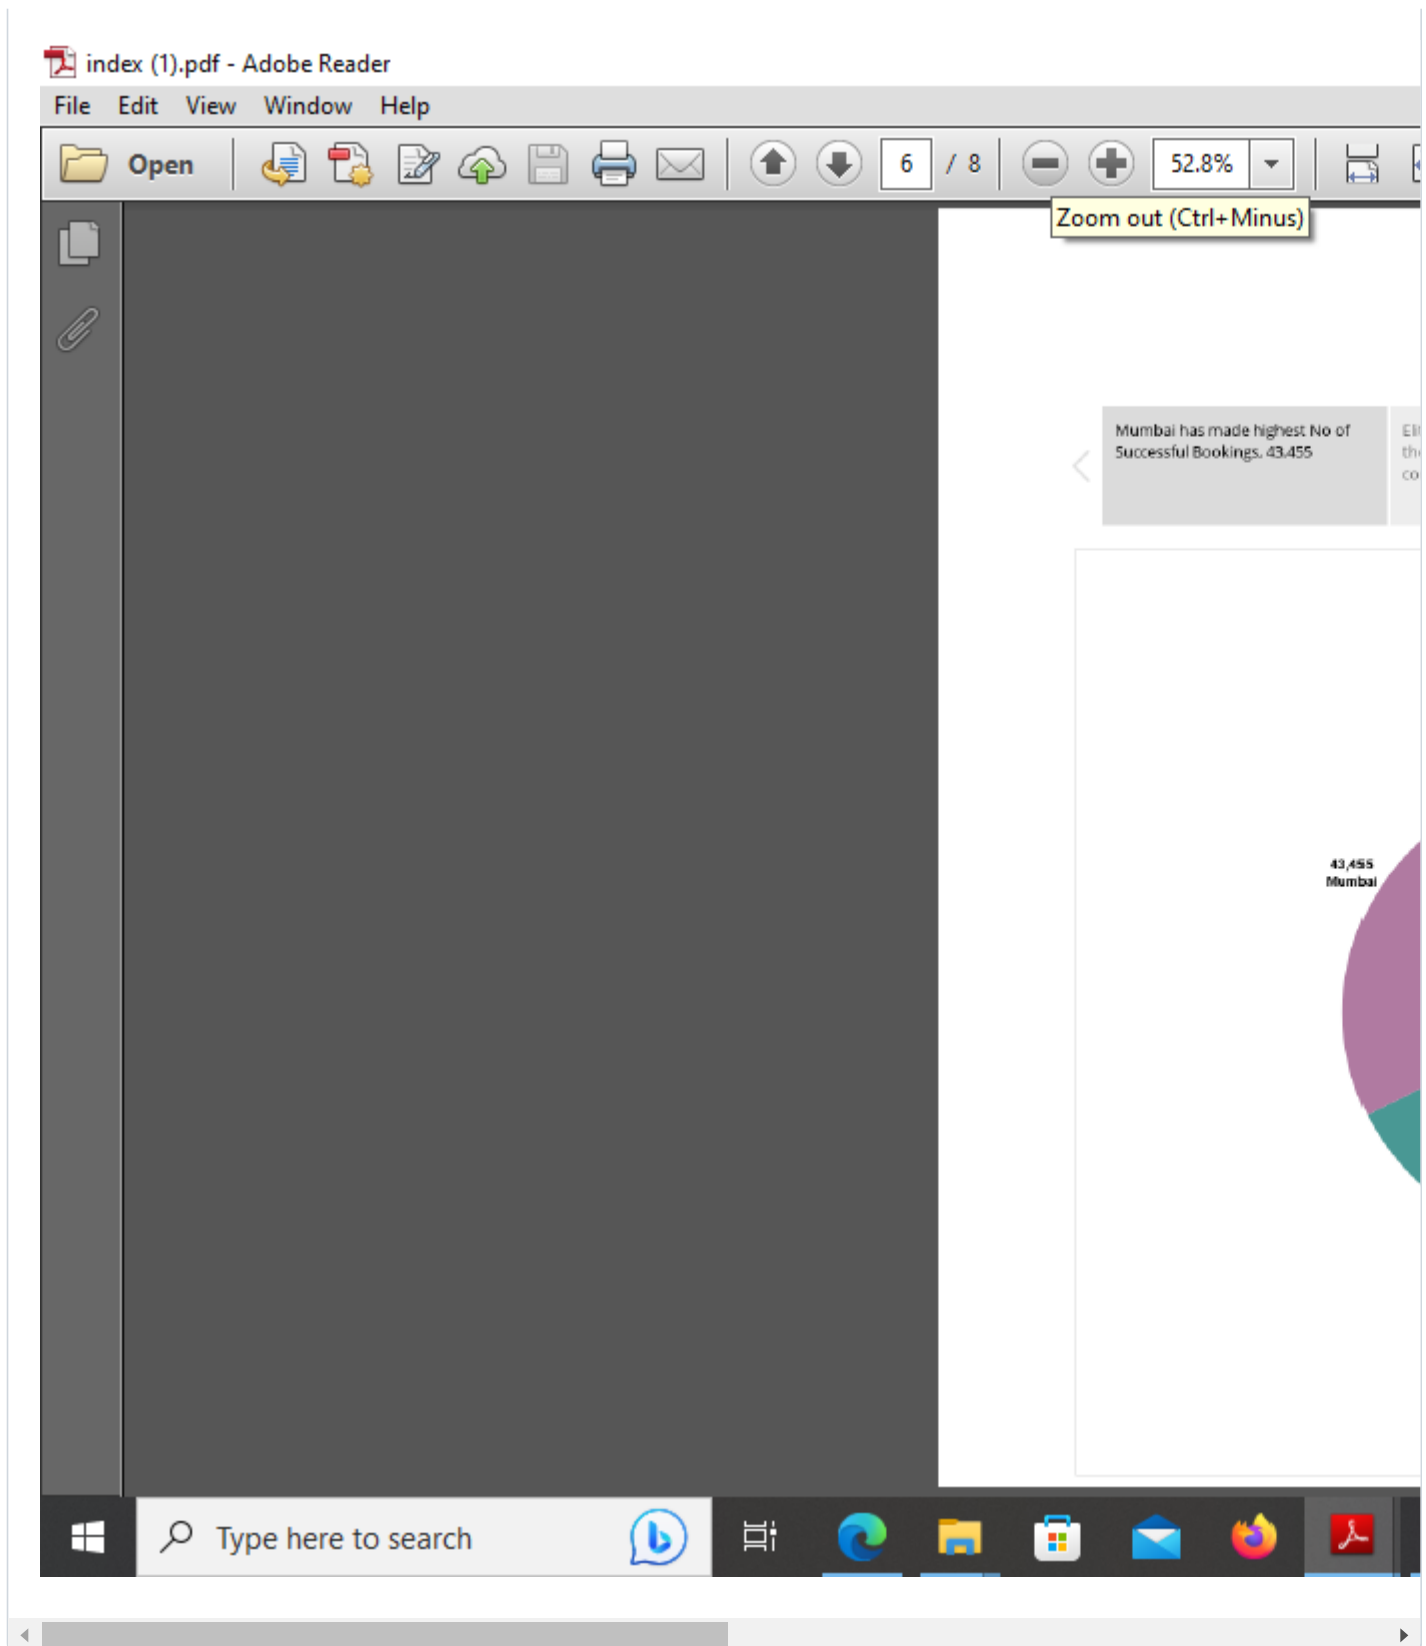 index (1).pdf - Adobe Reader
File Edit View Window Help
Open 6 / 8 52.8%
Zoom out (Ctrl+Minus)
Mumbai has made highest No of
Successful Bookings. 43,455
43,455
Mumbai
Type here to search